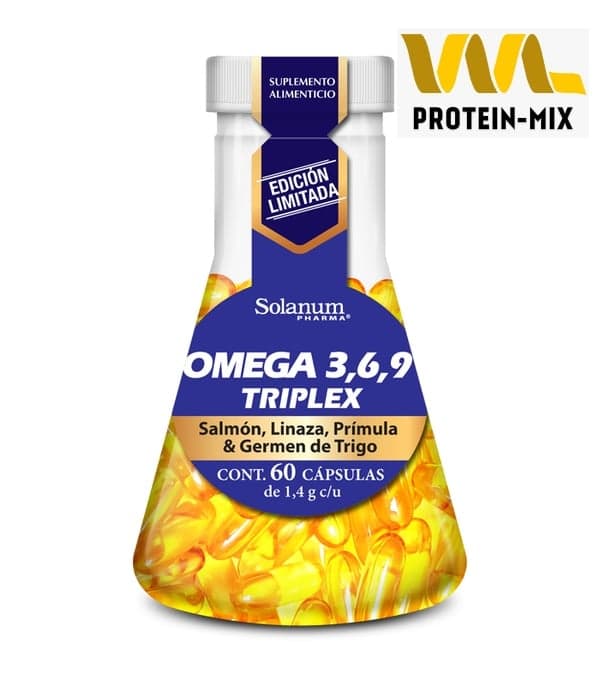 SUPLEMENTO
ALIMENTICIO
PROTEIN-MIX
EDICIÓN
LIMITADA
Solanum
PHARMA®
OMEGA 3,6,9
TRIPLEX
Salmón, Linaza, Prímula
& Germen de Trigo
CONT. 60 CÁPSULAS
de 1,4 g c/u